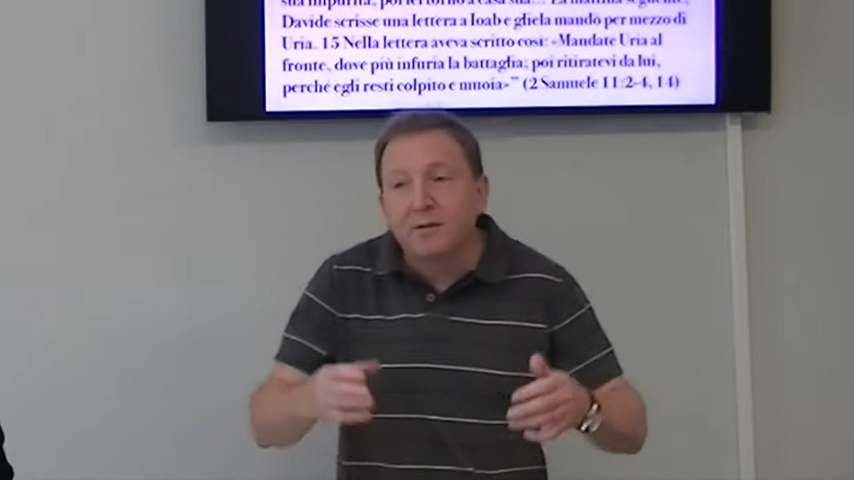 sua impurità, poi tornò a casa sua... La mattina seguente,
Davide scrisse una lettera a Ioab e gliela mandò per mezzo di
Uria. 15 Nella lettera aveva scritto così: «Mandate Uria al
fronte, dove più infuria la battaglia; poi ritiratevi da lui,
perché egli resti colpito e muoia»” (2 Samuele 11:2-4, 14)